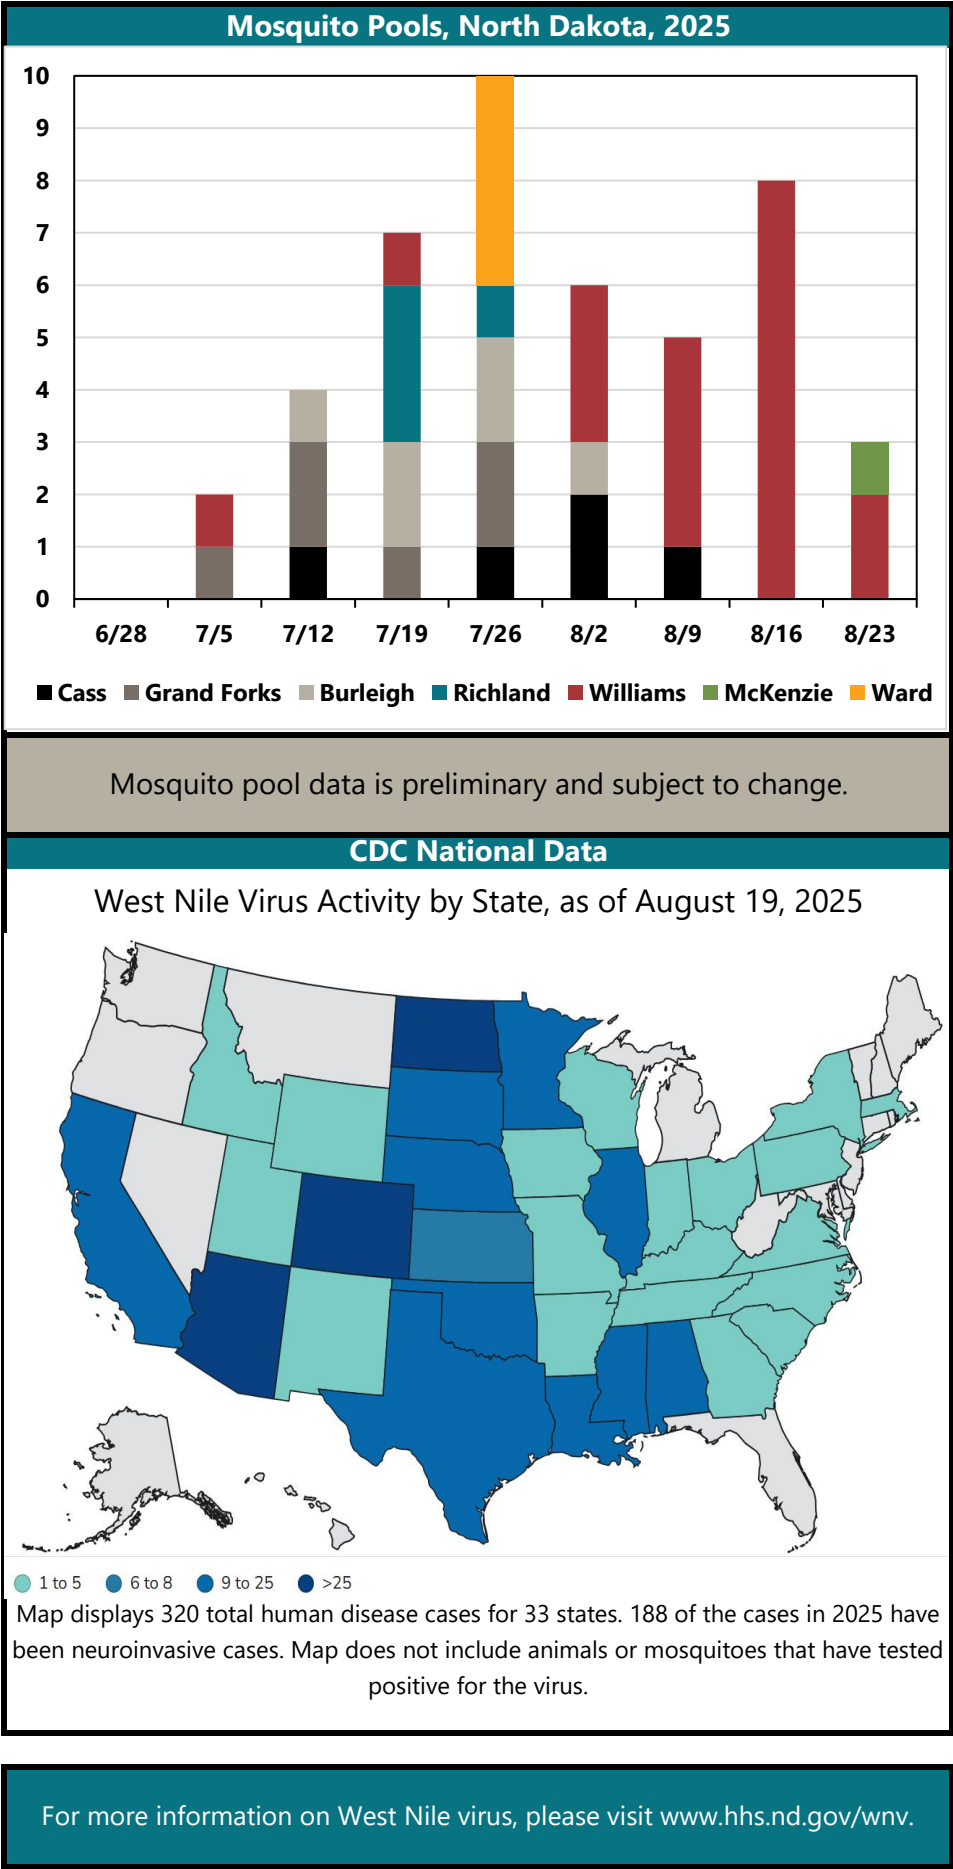 Mosquito Pools, North Dakota, 2025
10
9
8
7
6
5
4
3
2
1
0
6/28 7/5 7/12 7/19 7/26 8/2 8/9 8/16 8/23
Cass Grand Forks Burleigh Richland Williams McKenzie Ward
Mosquito pool data is preliminary and subject to change.
CDC National Data
West Nile Virus Activity by State, as of August 19, 2025
1 to 5 6 to 8 9 to 25 >25
Map displays 320 total human disease cases for 33 states. 188 of the cases in 2025 have
been neuroinvasive cases. Map does not include animals or mosquitoes that have tested
positive for the virus.
For more information on West Nile virus, please visit www.hhs.nd.gov/wnv.